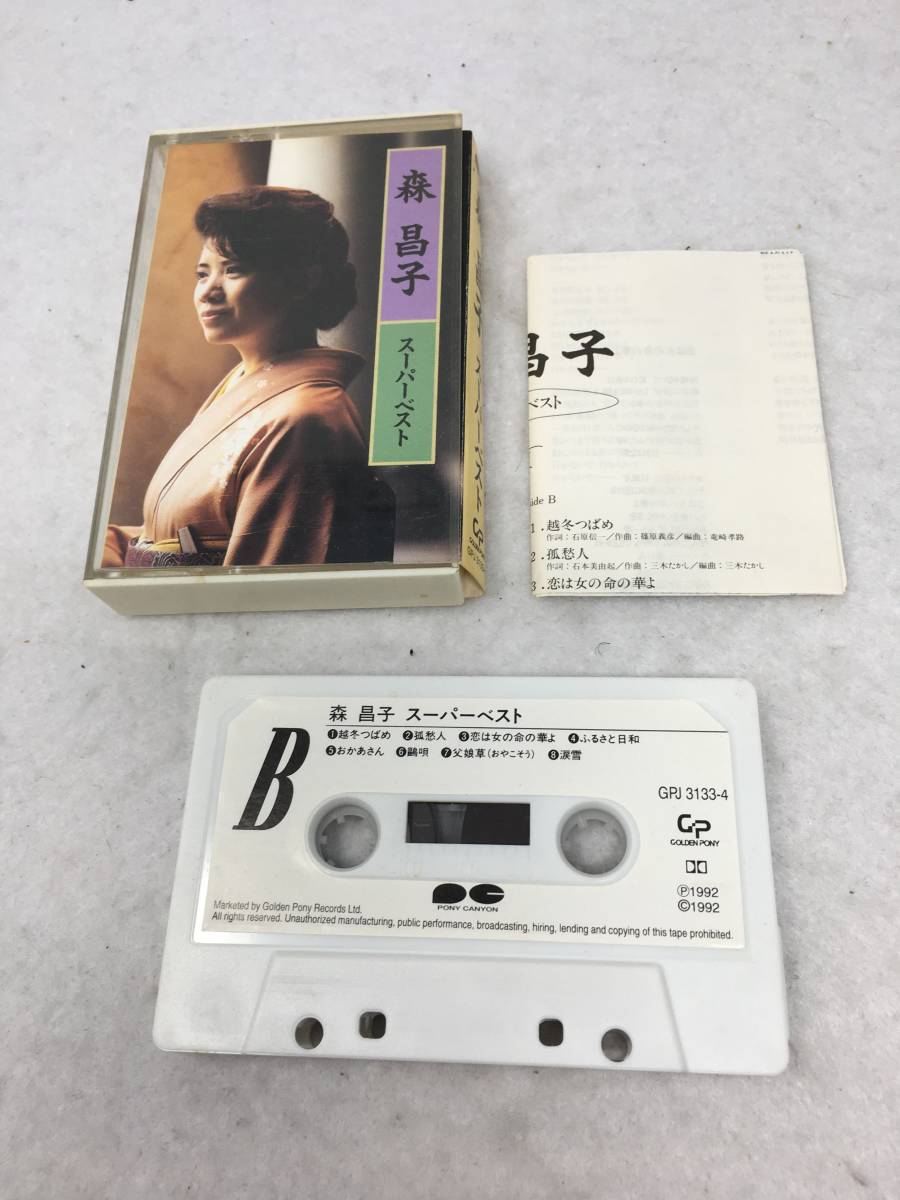 森 昌子
スーパーベスト
昌子
ベスト
ide B
1.越冬つばめ
作詞：石原信一／作曲：篠原義彦／編曲：竜崎孝路
2.孤愁人
作詞：石本美由起／作曲：三木たかし／編曲：三木たかし
3.恋は女の命の華よ
B
森 昌子 スーパーベスト
❶越冬つばめ ❷孤愁人 ❸恋は女の命の華よ ❹ふるさと日和
❺おかあさん ❻鷗唄 ❼父娘草(おやこそう) ❽涙雪
GPJ 3133-4
GP
GOLDEN PONY
PONY CANYON
Ⓟ1992
©1992
Marketed by Golden Pony Records Ltd.
All rights reserved. Unauthorized manufacturing, public performance, broadcasting, hiring, lending and copying of this tape prohibited.